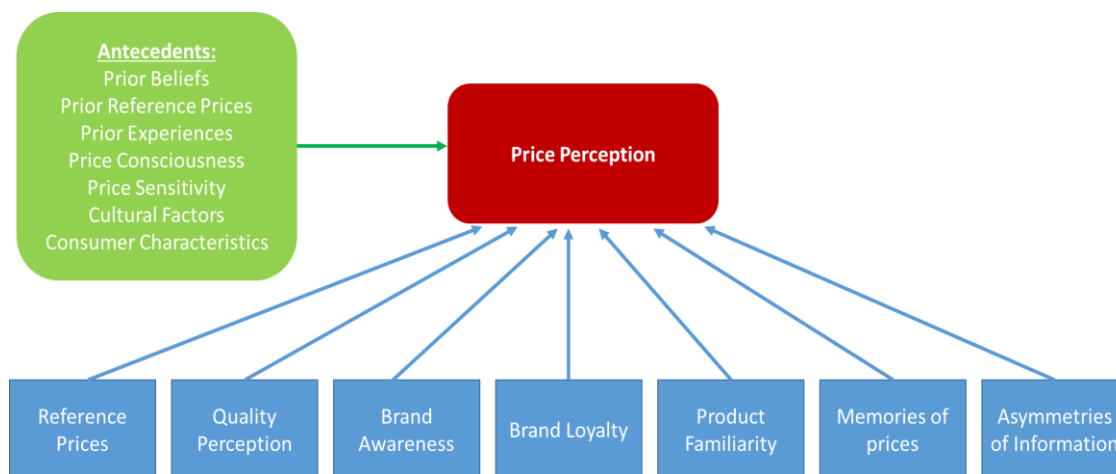 Antecedents:
Prior Beliefs
Prior Reference Prices
Prior Experiences
Price Consciousness
Price Sensitivity
Cultural Factors
Consumer Characteristics
Price Perception
Reference
Prices
Quality
Perception
Brand
Awareness
Brand Loyalty
Product
Familiarity
Memories of
prices
Asymmetries
of Information